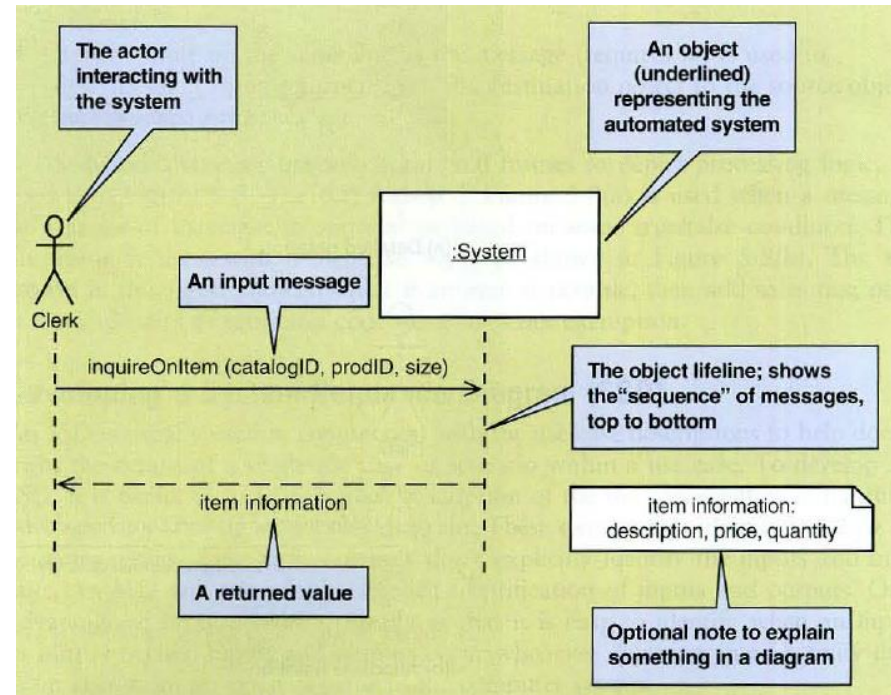 The actor
interacting with
the system
An object
(underlined)
representing the
automated system
:System
An input message
Clerk
inquireOnItem (catalogID, prodID, size)
The object lifeline; shows
the“sequence” of messages,
top to bottom
item information
item information:
description, price, quantity
A returned value
Optional note to explain
something in a diagram